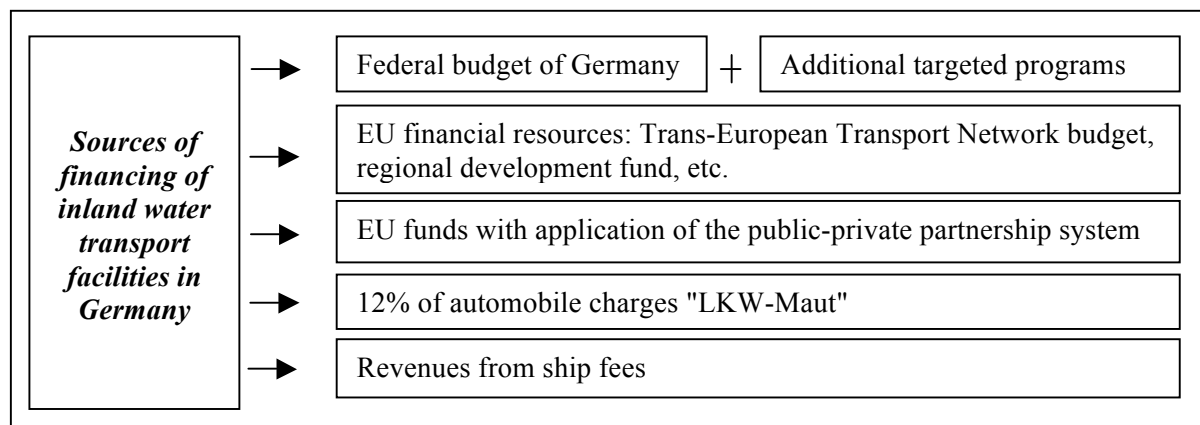 Sources of
financing of
inland water
transport
facilities in
Germany
Federal budget of Germany + Additional targeted programs
EU financial resources: Trans-European Transport Network budget,
regional development fund, etc.
EU funds with application of the public-private partnership system
12% of automobile charges "LKW-Maut"
Revenues from ship fees